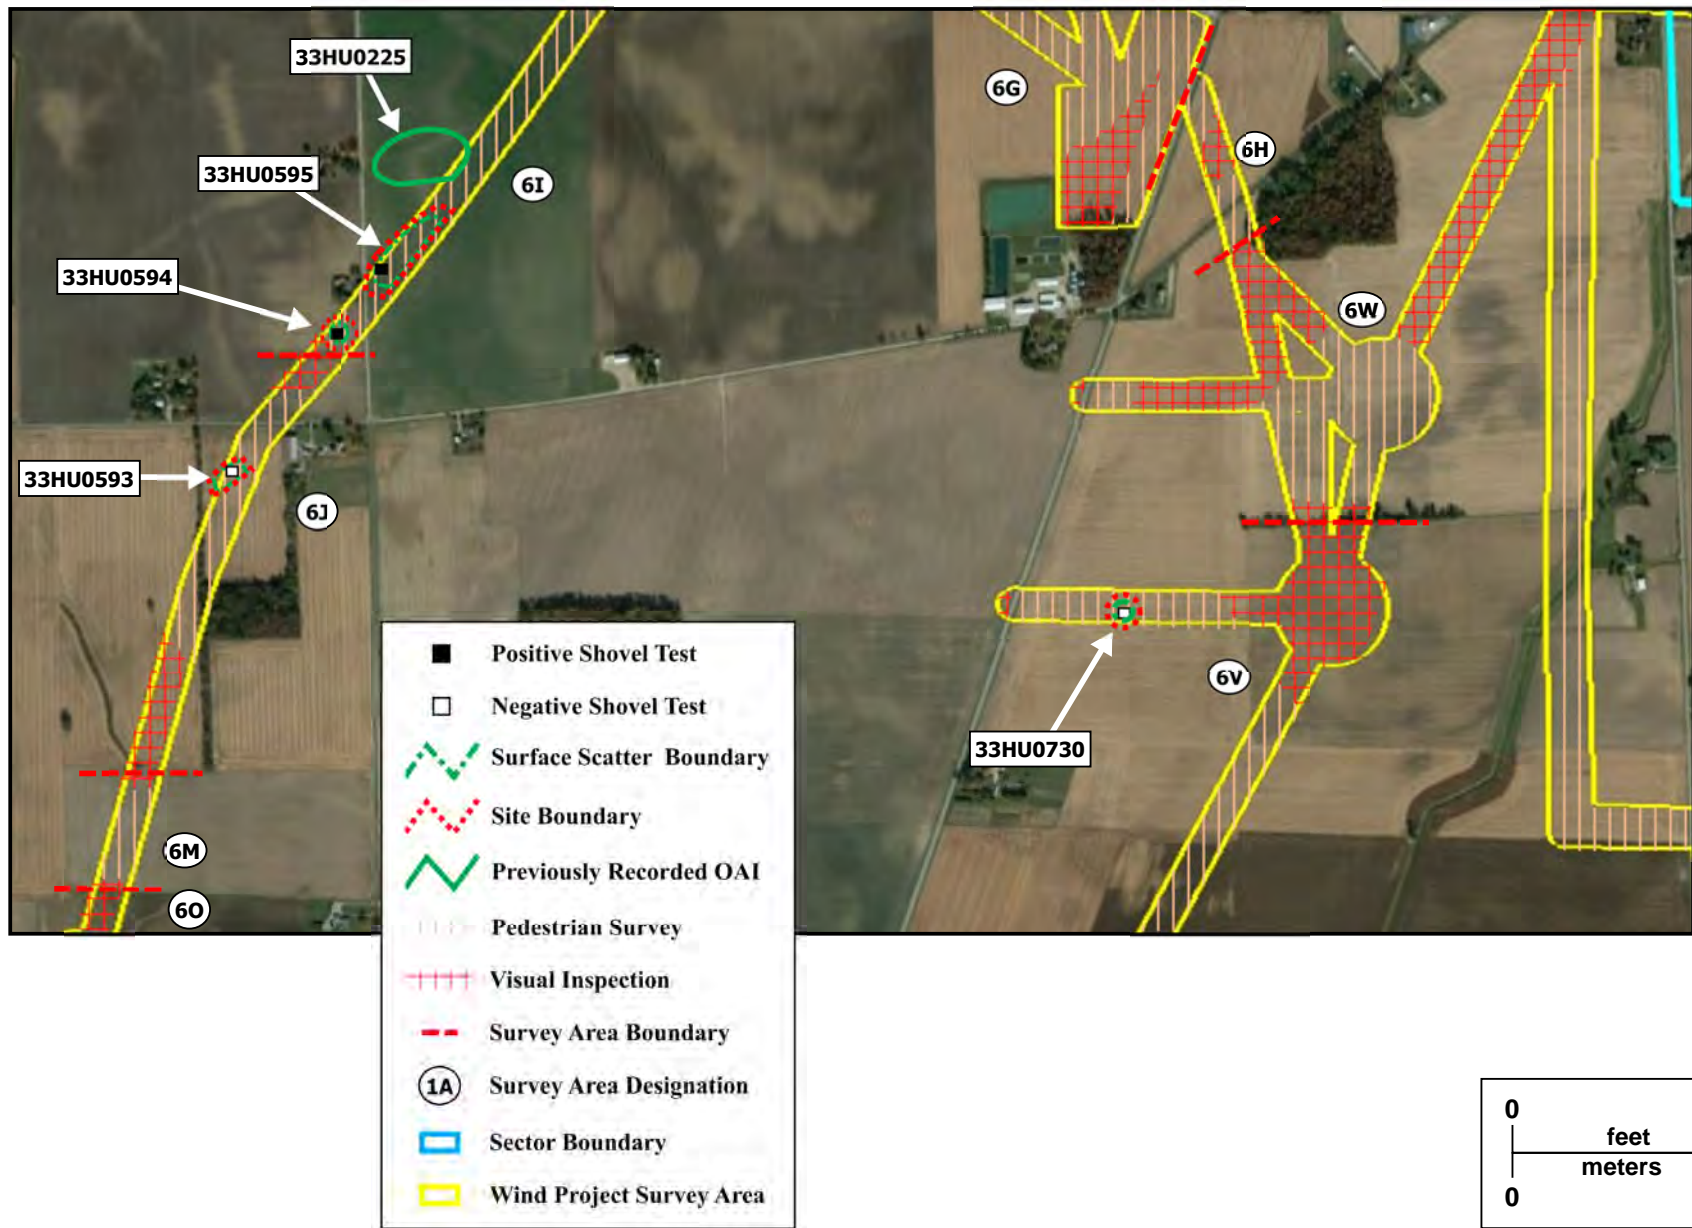 33HU0225
6G
6H
33HU0595
6I
33HU0594
6W
33HU0593
6J
6V
33HU0730
6M
6O
Positive Shovel Test
Negative Shovel Test
Surface Scatter Boundary
Site Boundary
Previously Recorded OAI
Pedestrian Survey
Visual Inspection
Survey Area Boundary
1A Survey Area Designation
Sector Boundary
Wind Project Survey Area
0
feet
meters
0